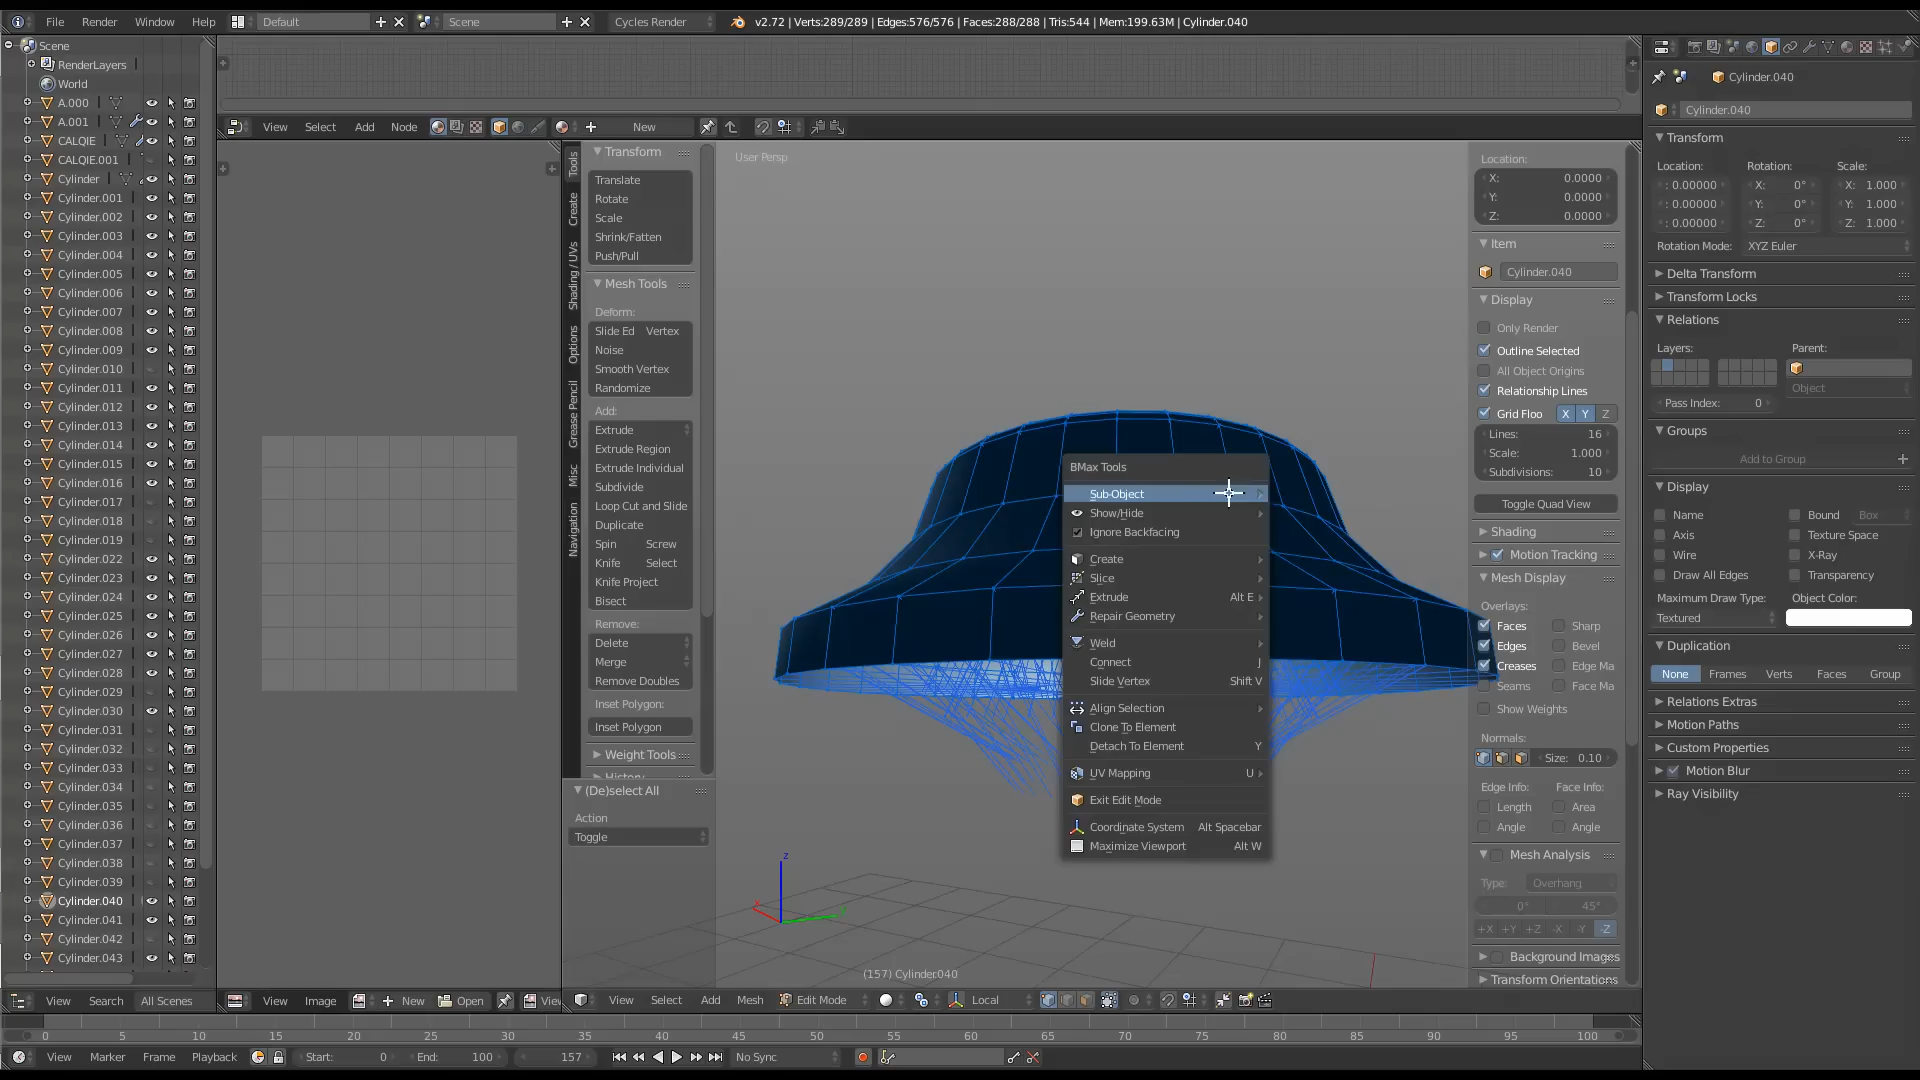 File Render Window Help Default Scene Cycles Render v2.72 | Verts:289/289 | Edges:576/576 | Faces:288/288 | Tris:544 | Mem:199.63M | Cylinder.040
Scene
RenderLayers
World
A.000
A.001
CALQIE
CALQIE.001
Cylinder
Cylinder.001
Cylinder.002
Cylinder.003
Cylinder.004
Cylinder.005
Cylinder.006
Cylinder.007
Cylinder.008
Cylinder.009
Cylinder.010
Cylinder.011
Cylinder.012
Cylinder.013
Cylinder.014
Cylinder.015
Cylinder.016
Cylinder.017
Cylinder.018
Cylinder.019
Cylinder.022
Cylinder.023
Cylinder.024
Cylinder.025
Cylinder.026
Cylinder.027
Cylinder.028
Cylinder.029
Cylinder.030
Cylinder.031
Cylinder.032
Cylinder.033
Cylinder.034
Cylinder.035
Cylinder.036
Cylinder.037
Cylinder.038
Cylinder.039
Cylinder.040
Cylinder.041
Cylinder.042
Cylinder.043
View Search All Scenes
View Select Add Node New
View Image New Open Viev
Tools
Create
Shading / UVs
Options
Grease Pencil
Misc
Navigation
Transform
Translate
Rotate
Scale
Shrink/Fatten
Push/Pull
Mesh Tools
Deform:
Slide Ed Vertex
Noise
Smooth Vertex
Randomize
Add:
Extrude
Extrude Region
Extrude Individual
Subdivide
Loop Cut and Slide
Duplicate
Spin Screw
Knife Select
Knife Project
Bisect
Remove:
Delete
Merge
Remove Doubles
Inset Polygon:
Inset Polygon
Weight Tools
History
(De)select All
Action
Toggle
User Persp
BMax Tools
Sub-Object
Show/Hide
Ignore Backfacing
Create
Slice
Extrude Alt E
Repair Geometry
Weld
Connect J
Slide Vertex Shift V
Align Selection
Clone To Element
Detach To Element Y
UV Mapping U
Exit Edit Mode
Coordinate System Alt Spacebar
Maximize Viewport Alt W
z
(157) Cylinder.040
View Select Add Mesh Edit Mode Local
Location:
X: 0.0000
Y: 0.0000
Z: 0.0000
Item
Cylinder.040
Display
Only Render
Outline Selected
All Object Origins
Relationship Lines
Grid Floo X Y Z
Lines: 16
Scale: 1.000
Subdivisions: 10
Toggle Quad View
Shading
Motion Tracking
Mesh Display
Overlays:
Faces Sharp
Edges Bevel
Creases Edge Ma
Seams Face Ma
Show Weights
Normals:
Size: 0.10
Edge Info: Face Info:
Length Area
Angle Angle
Mesh Analysis
Type: Overhang
0° 45°
+X +Y +Z -X -Y -Z
Background Images
Transform Orientations
Cylinder.040
Cylinder.040
Transform
Location: Rotation: Scale:
: 0.00000 X: 0° X: 1.000
: 0.00000 Y: 0° Y: 1.000
: 0.00000 Z: 0° Z: 1.000
Rotation Mode: XYZ Euler
Delta Transform
Transform Locks
Relations
Layers: Parent:
Object
Pass Index: 0
Groups
Add to Group
Display
Name Bound Box
Axis Texture Space
Wire X-Ray
Draw All Edges Transparency
Maximum Draw Type: Object Color:
Textured
Duplication
None Frames Verts Faces Group
Relations Extras
Motion Paths
Custom Properties
Motion Blur
Ray Visibility
0 5 10 15 20 25 30 35 40 45 50 55 60 65 70 75 80 85 90 95 100
View Marker Frame Playback Start: 0 End: 100 157 No Sync